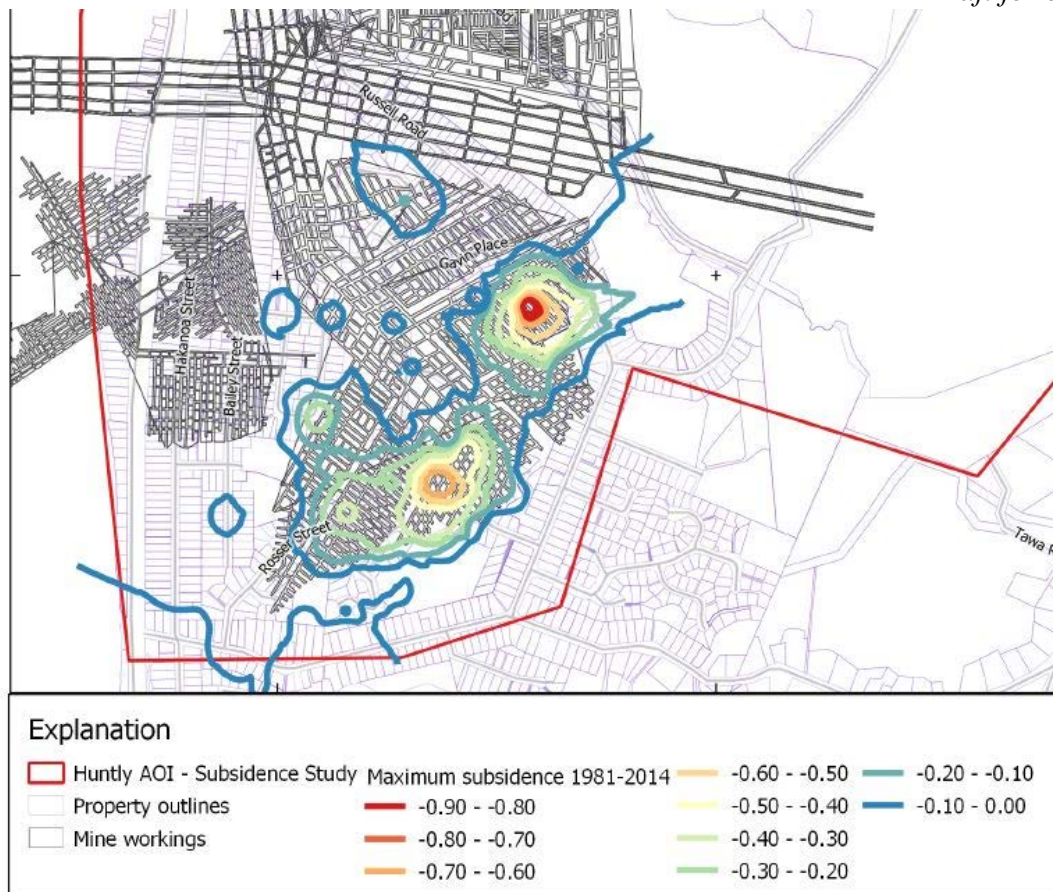 Russell Road
Gavin Place
Hakanoa Street
Bailey Street
Rosser Street
Tawa
Explanation
Huntly AOI - Subsidence Study
Property outlines
Mine workings
Maximum subsidence 1981-2014
-0.90 - -0.80
-0.80 - -0.70
-0.70 - -0.60
-0.60 - -0.50
-0.50 - -0.40
-0.40 - -0.30
-0.30 - -0.20
-0.20 - -0.10
-0.10 - 0.00